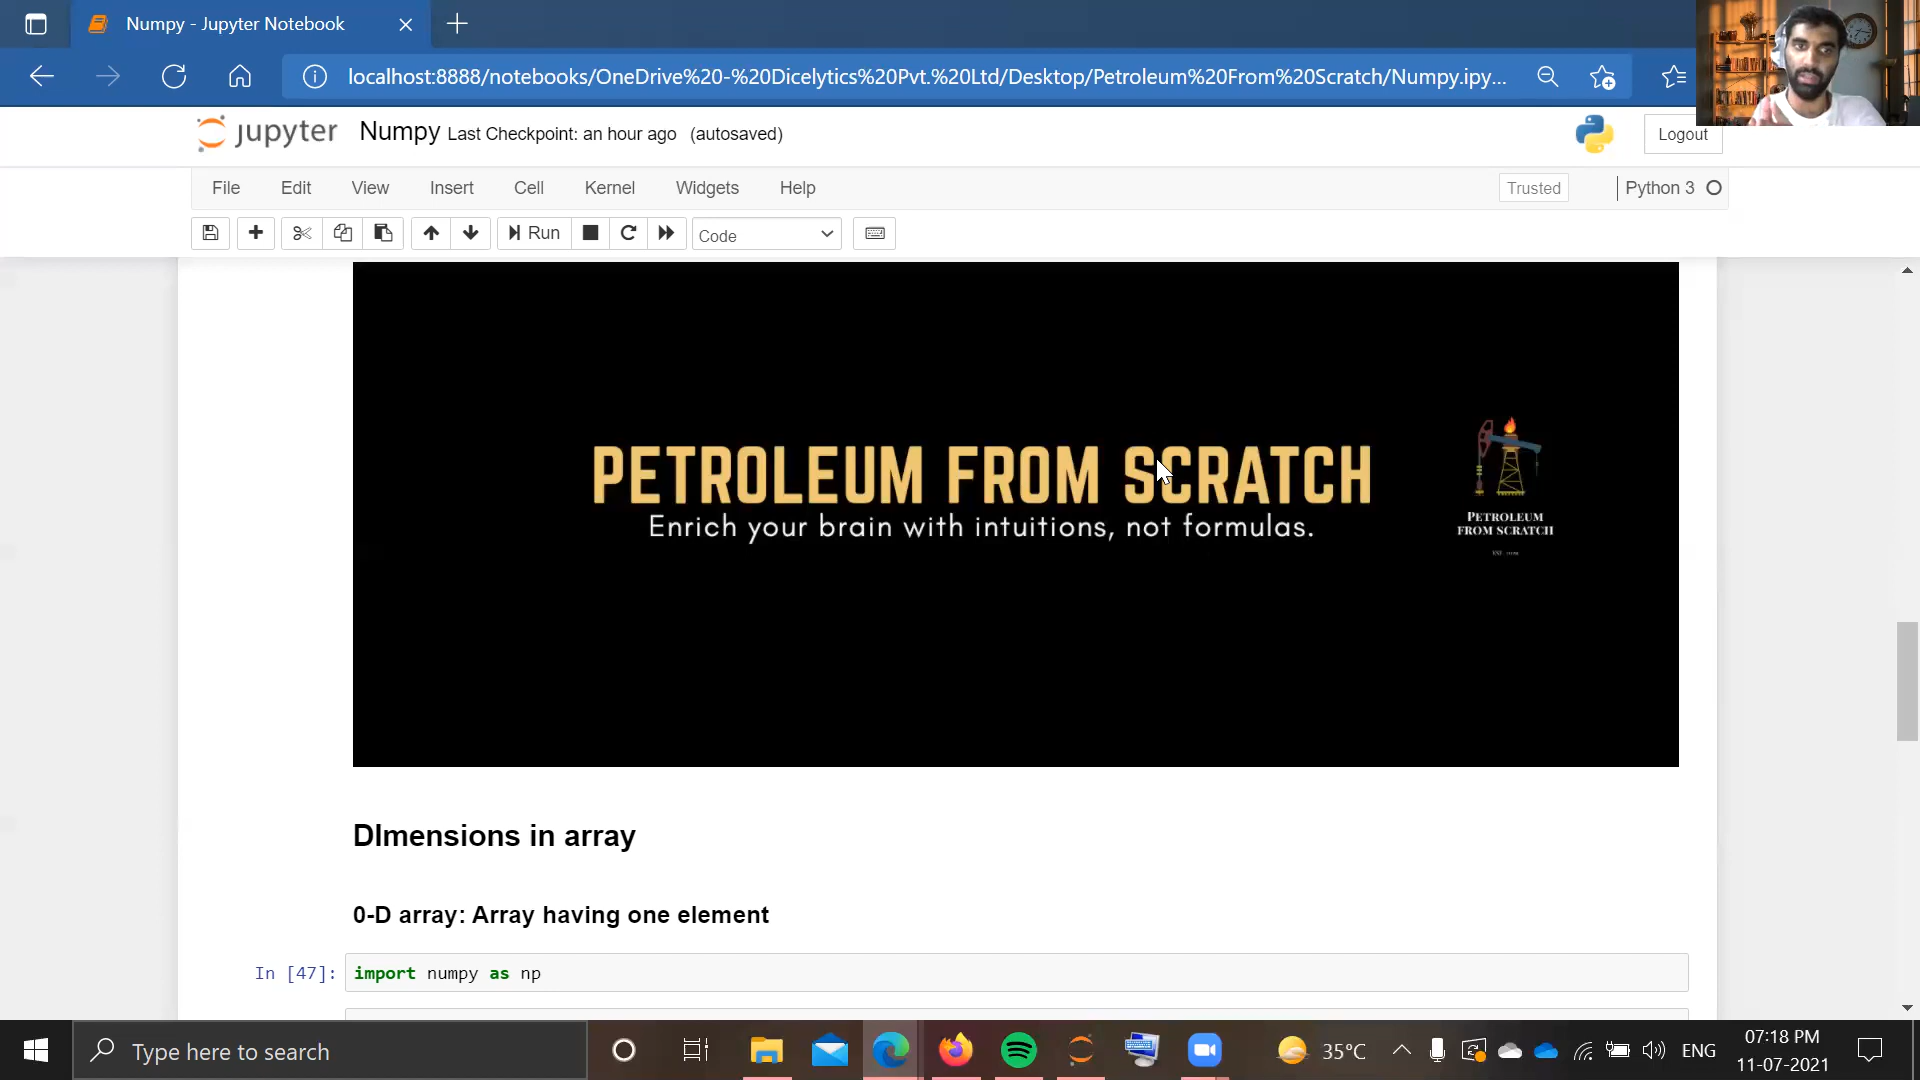 Numpy - Jupyter Notebook
localhost:8888/notebooks/OneDrive%20-%20Dicelytics%20Pvt.%20Ltd/Desktop/Petroleum%20From%20Scratch/Numpy.ipy...
jupyter Numpy Last Checkpoint: an hour ago (autosaved)
Logout
File Edit View Insert Cell Kernel Widgets Help
Trusted
Python 3
Run
Code
PETROLEUM FROM SCRATCH
Enrich your brain with intuitions, not formulas.
PETROLEUM
FROM SCRATCH
DImensions in array
0-D array: Array having one element
In [47]: import numpy as np
Type here to search
35°C
ENG
07:18 PM
11-07-2021